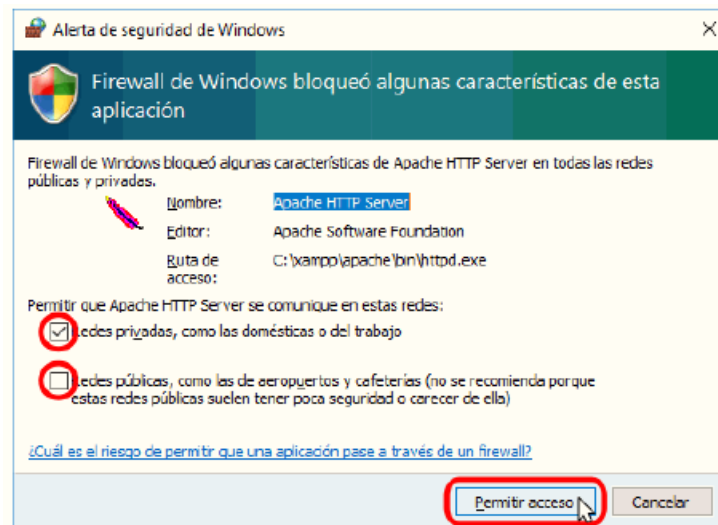 Alerta de seguridad de Windows
Firewall de Windows bloqueó algunas características de esta
aplicación
Firewall de Windows bloqueó algunas características de Apache HTTP Server en todas las redes
públicas y privadas.
Nombre: Apache HTTP Server
Editor: Apache Software Foundation
Ruta de C:\xampp\apache\bin\httpd.exe
acceso:
Permitir que Apache HTTP Server se comunique en estas redes:
Redes privadas, como las domésticas o del trabajo
Redes públicas, como las de aeropuertos y cafeterías (no se recomienda porque
estas redes públicas suelen tener poca seguridad o carecer de ella)
¿Cuál es el riesgo de permitir que una aplicación pase a través de un firewall?
Permitir acceso Cancelar